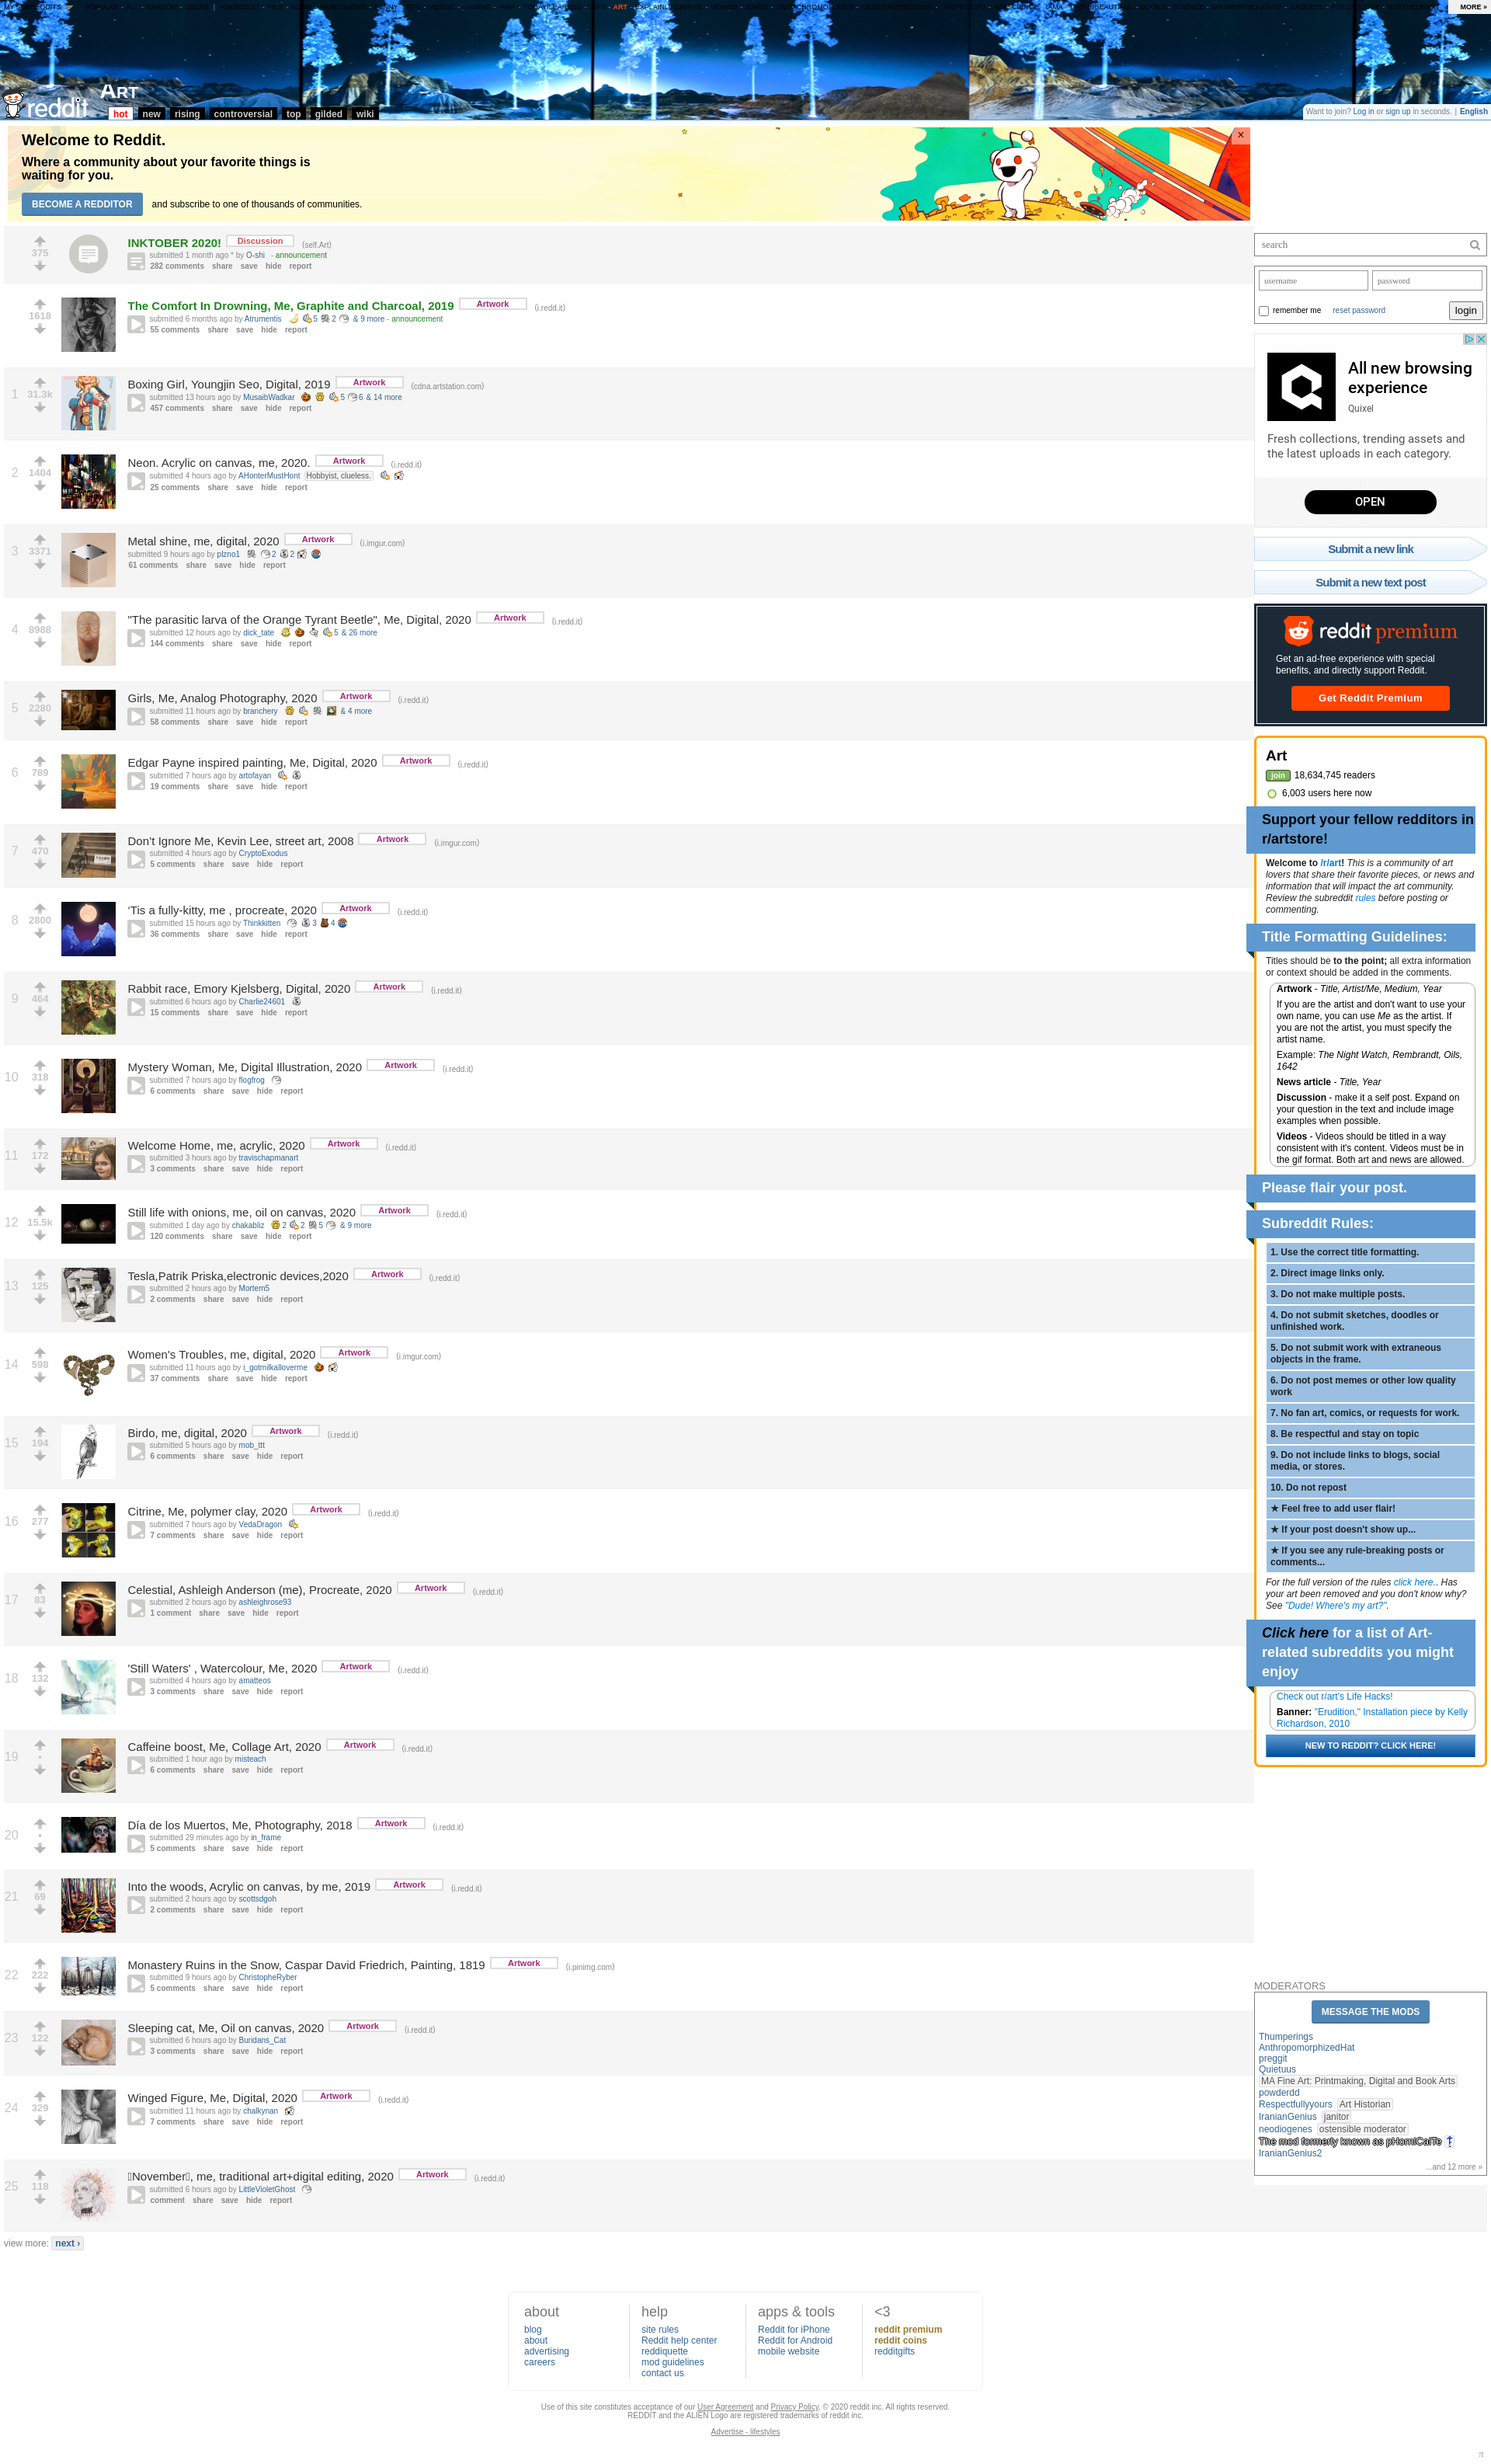 MORE »
ART
reddit
hot new rising controversial top gilded wiki
Want to join? Log in or sign up in seconds. | English
Welcome to Reddit.
Where a community about your favorite things is
waiting for you.
BECOME A REDDITOR and subscribe to one of thousands of communities.
×
375
INKTOBER 2020! Discussion (self.Art)
submitted 1 month ago * by O-shi - announcement
282 comments share save hide report
1618
The Comfort In Drowning, Me, Graphite and Charcoal, 2019 Artwork (i.redd.it)
submitted 6 months ago by Atrumentis 5 2 & 9 more - announcement
55 comments share save hide report
1 31.3k
Boxing Girl, Youngjin Seo, Digital, 2019 Artwork (cdna.artstation.com)
submitted 13 hours ago by MusaibWadkar 5 6 & 14 more
457 comments share save hide report
2 1404
Neon. Acrylic on canvas, me, 2020. Artwork (i.redd.it)
submitted 4 hours ago by AHonterMustHont Hobbyist, clueless.
25 comments share save hide report
3 3371
Metal shine, me, digital, 2020 Artwork (i.imgur.com)
submitted 9 hours ago by plzno1 2 2
61 comments share save hide report
4 8988
"The parasitic larva of the Orange Tyrant Beetle", Me, Digital, 2020 Artwork (i.redd.it)
submitted 12 hours ago by dick_tate 5 & 26 more
144 comments share save hide report
5 2280
Girls, Me, Analog Photography, 2020 Artwork (i.redd.it)
submitted 11 hours ago by branchery & 4 more
58 comments share save hide report
6 789
Edgar Payne inspired painting, Me, Digital, 2020 Artwork (i.redd.it)
submitted 7 hours ago by artofayan
19 comments share save hide report
7 470
Don't Ignore Me, Kevin Lee, street art, 2008 Artwork (i.imgur.com)
submitted 4 hours ago by CryptoExodus
5 comments share save hide report
8 2800
'Tis a fully-kitty, me , procreate, 2020 Artwork (i.redd.it)
submitted 15 hours ago by Thinkkitten 3 4
36 comments share save hide report
9 464
Rabbit race, Emory Kjelsberg, Digital, 2020 Artwork (i.redd.it)
submitted 6 hours ago by Charlie24601
15 comments share save hide report
10 318
Mystery Woman, Me, Digital Illustration, 2020 Artwork (i.redd.it)
submitted 7 hours ago by flogfrog
6 comments share save hide report
11 172
Welcome Home, me, acrylic, 2020 Artwork (i.redd.it)
submitted 3 hours ago by travischapmanart
3 comments share save hide report
12 15.5k
Still life with onions, me, oil on canvas, 2020 Artwork (i.redd.it)
submitted 1 day ago by chakabliz 2 2 5 & 9 more
120 comments share save hide report
13 125
Tesla,Patrik Priska,electronic devices,2020 Artwork (i.redd.it)
submitted 2 hours ago by Mortem5
2 comments share save hide report
14 598
Women's Troubles, me, digital, 2020 Artwork (i.imgur.com)
submitted 11 hours ago by i_gotmilkalloverme
37 comments share save hide report
15 194
Birdo, me, digital, 2020 Artwork (i.redd.it)
submitted 5 hours ago by mob_ttt
6 comments share save hide report
16 277
Citrine, Me, polymer clay, 2020 Artwork (i.redd.it)
submitted 7 hours ago by VedaDragon
7 comments share save hide report
17 83
Celestial, Ashleigh Anderson (me), Procreate, 2020 Artwork (i.redd.it)
submitted 2 hours ago by ashleighrose93
1 comment share save hide report
18 132
'Still Waters' , Watercolour, Me, 2020 Artwork (i.redd.it)
submitted 4 hours ago by amatteos
3 comments share save hide report
19 •
Caffeine boost, Me, Collage Art, 2020 Artwork (i.redd.it)
submitted 1 hour ago by misteach
6 comments share save hide report
20 •
Día de los Muertos, Me, Photography, 2018 Artwork (i.redd.it)
submitted 29 minutes ago by in_frame
5 comments share save hide report
21 69
Into the woods, Acrylic on canvas, by me, 2019 Artwork (i.redd.it)
submitted 2 hours ago by scottsdgoh
2 comments share save hide report
22 222
Monastery Ruins in the Snow, Caspar David Friedrich, Painting, 1819 Artwork (i.pinimg.com)
submitted 9 hours ago by ChristopheRyber
5 comments share save hide report
23 122
Sleeping cat, Me, Oil on canvas, 2020 Artwork (i.redd.it)
submitted 6 hours ago by Buridans_Cat
3 comments share save hide report
24 329
Winged Figure, Me, Digital, 2020 Artwork (i.redd.it)
submitted 11 hours ago by chalkynan
7 comments share save hide report
25 118
November, me, traditional art+digital editing, 2020 Artwork (i.redd.it)
submitted 6 hours ago by LittleVioletGhost
comment share save hide report
view more: next ›
search
username password
remember me reset password login
All new browsing
experience
Quixel
Fresh collections, trending assets and
the latest uploads in each category.
OPEN
Submit a new link
Submit a new text post
reddit premium
Get an ad-free experience with special
benefits, and directly support Reddit.
Get Reddit Premium
Art
join 18,634,745 readers
6,003 users here now
Support your fellow redditors in
r/artstore!
Welcome to /r/art! This is a community of art
lovers that share their favorite pieces, or news and
information that will impact the art community.
Review the subreddit rules before posting or
commenting.
Title Formatting Guidelines:
Titles should be to the point; all extra information
or context should be added in the comments.
Artwork - Title, Artist/Me, Medium, Year
If you are the artist and don't want to use your
own name, you can use Me as the artist. If
you are not the artist, you must specify the
artist name.
Example: The Night Watch, Rembrandt, Oils,
1642
News article - Title, Year
Discussion - make it a self post. Expand on
your question in the text and include image
examples when possible.
Videos - Videos should be titled in a way
consistent with it's content. Videos must be in
the gif format. Both art and news are allowed.
Please flair your post.
Subreddit Rules:
1. Use the correct title formatting.
2. Direct image links only.
3. Do not make multiple posts.
4. Do not submit sketches, doodles or
unfinished work.
5. Do not submit work with extraneous
objects in the frame.
6. Do not post memes or other low quality
work
7. No fan art, comics, or requests for work.
8. Be respectful and stay on topic
9. Do not include links to blogs, social
media, or stores.
10. Do not repost
★ Feel free to add user flair!
★ If your post doesn't show up...
★ If you see any rule-breaking posts or
comments...
For the full version of the rules click here.. Has
your art been removed and you don't know why?
See "Dude! Where's my art?".
Click here for a list of Art-
related subreddits you might
enjoy
Check out r/art's Life Hacks!
Banner: "Erudition," Installation piece by Kelly
Richardson, 2010
NEW TO REDDIT? CLICK HERE!
MODERATORS
MESSAGE THE MODS
Thumperings
AnthropomorphizedHat
preggit
Quietuus
MA Fine Art: Printmaking, Digital and Book Arts
powderdd
Respectfullyyours Art Historian
IranianGenius janitor
neodiogenes ostensible moderator
The mod formerly known as pHorniCaiTe †
IranianGenius2
...and 12 more »
about
blog
about
advertising
careers
help
site rules
Reddit help center
reddiquette
mod guidelines
contact us
apps & tools
Reddit for iPhone
Reddit for Android
mobile website
<3
reddit premium
reddit coins
redditgifts
Use of this site constitutes acceptance of our User Agreement and Privacy Policy. © 2020 reddit inc. All rights reserved.
REDDIT and the ALIEN Logo are registered trademarks of reddit inc.
Advertise - lifestyles
π